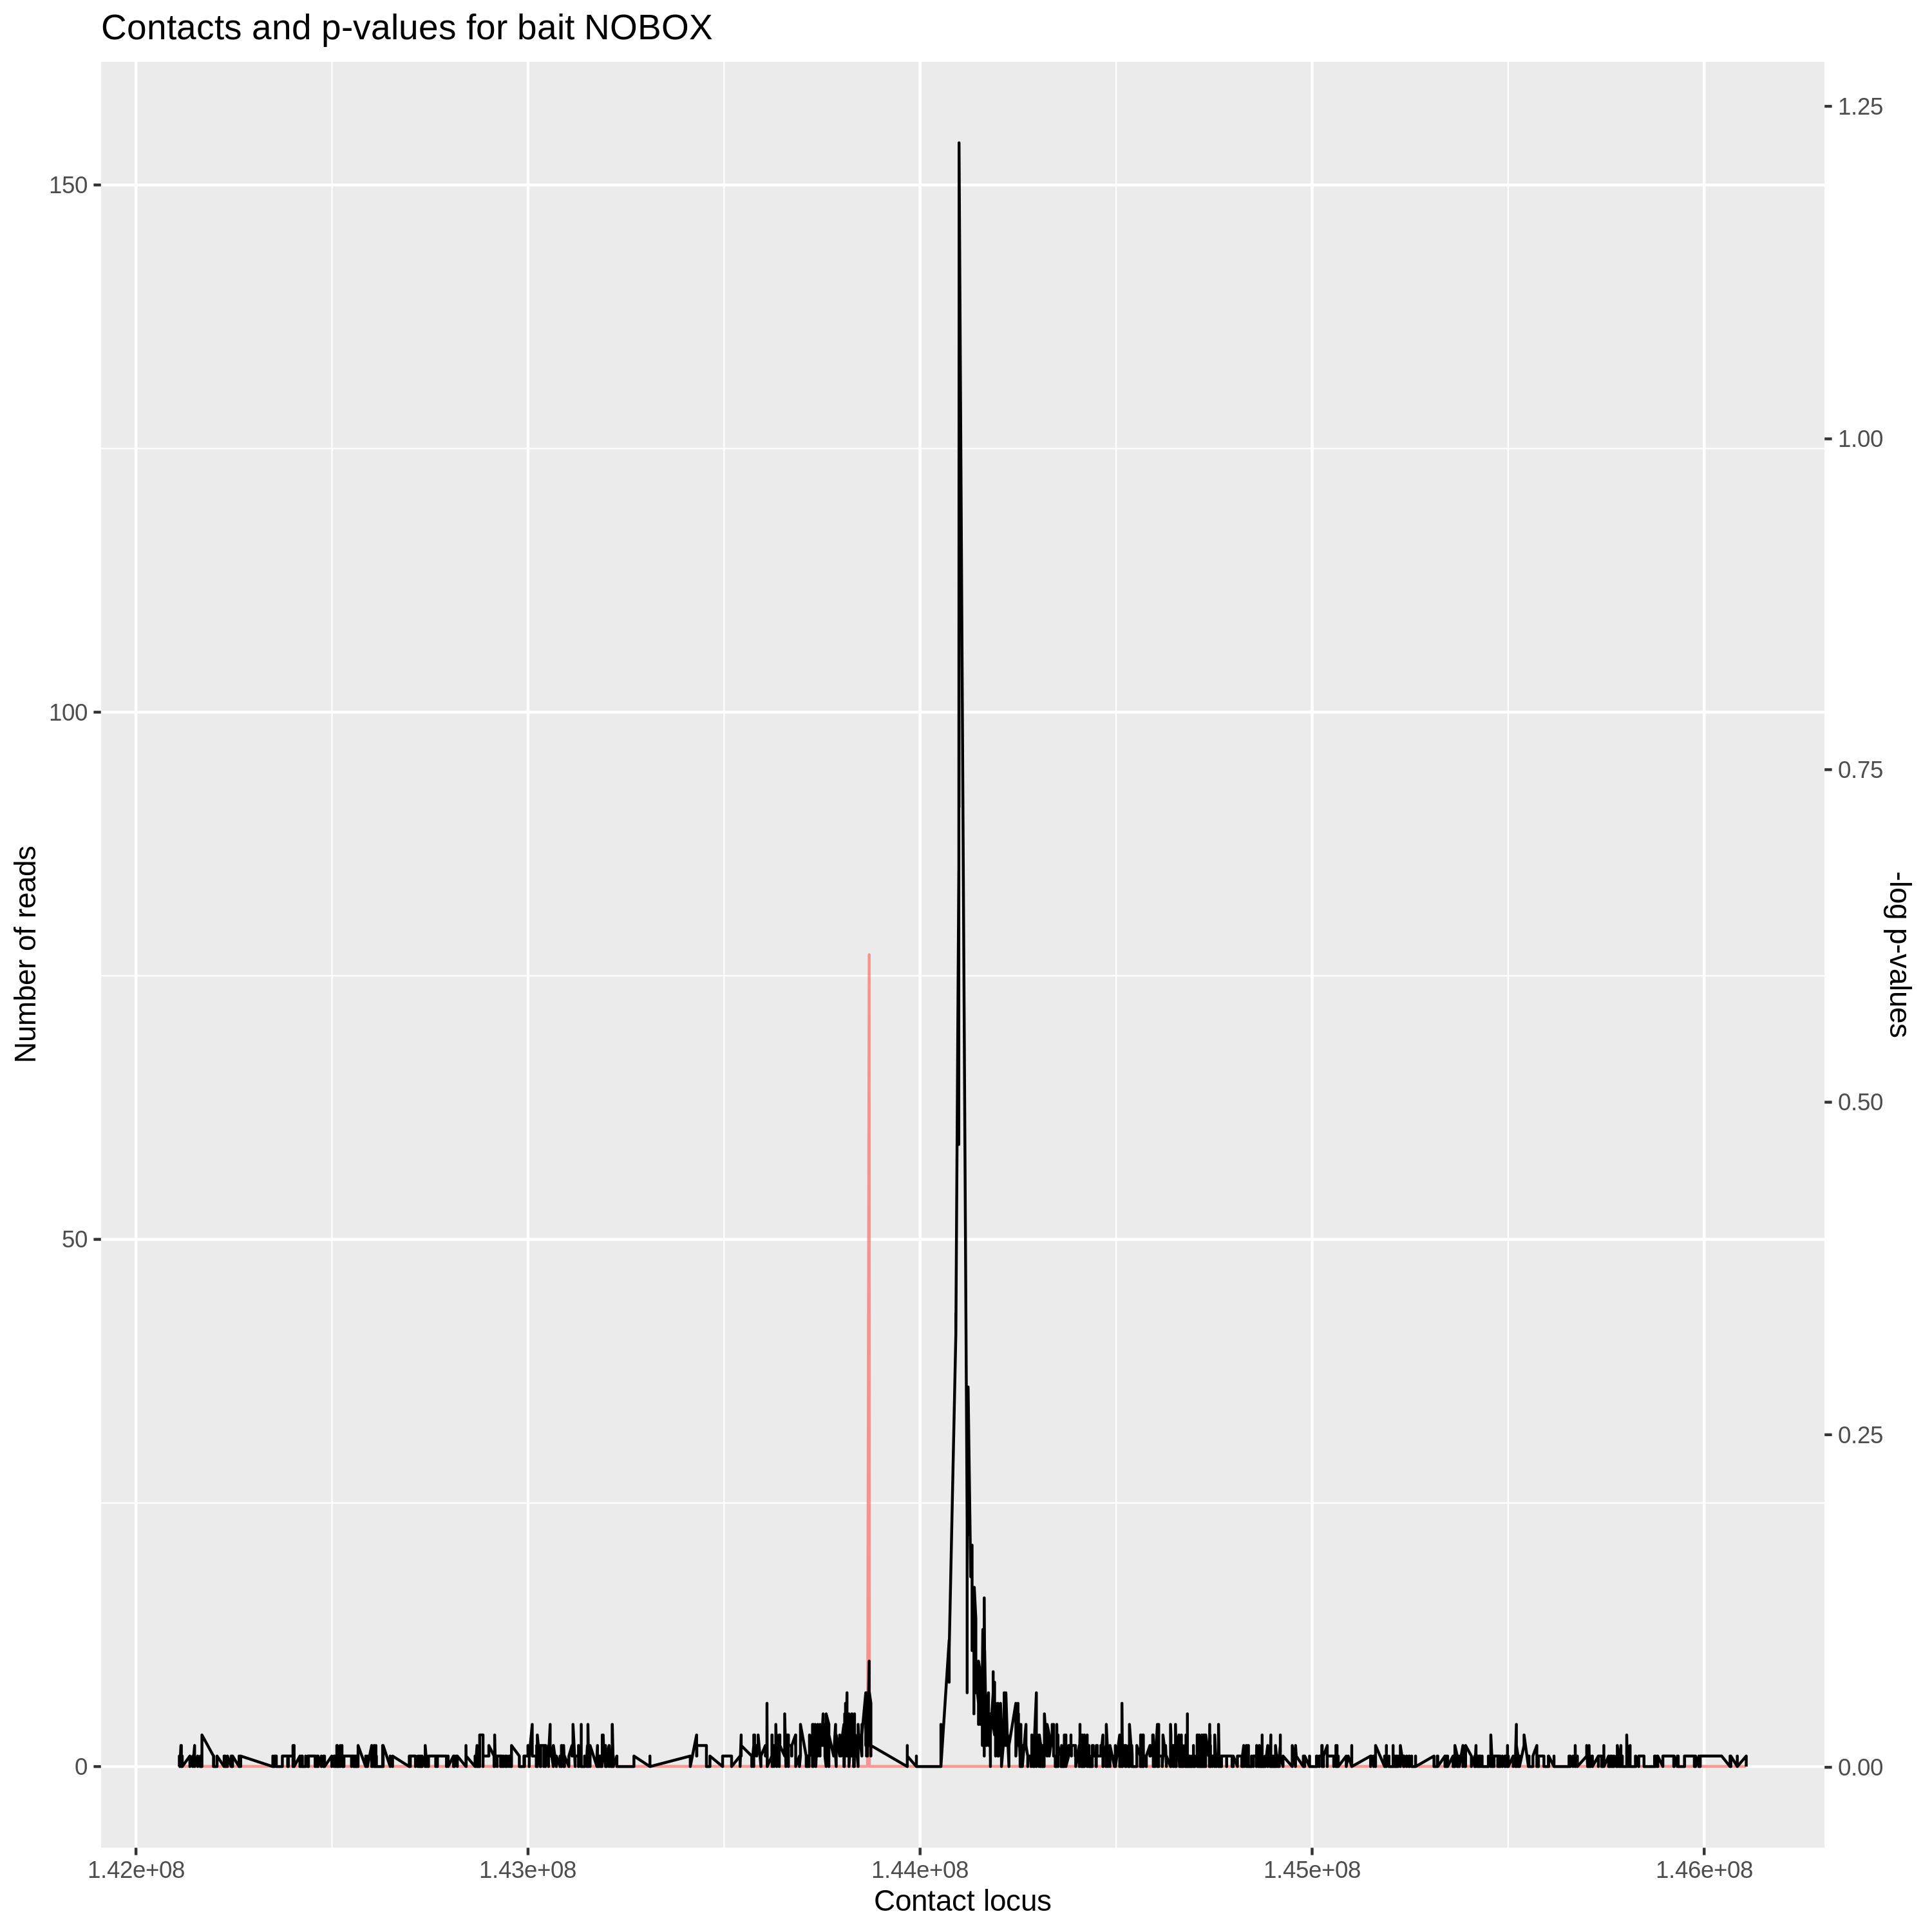 Contacts and p-values for bait NOBOX
150
100
50
0
Number of reads
1.25
1.00
0.75
0.50
0.25
0.00
-log p-values
1.42e+08
1.43e+08
1.44e+08
1.45e+08
1.46e+08
Contact locus